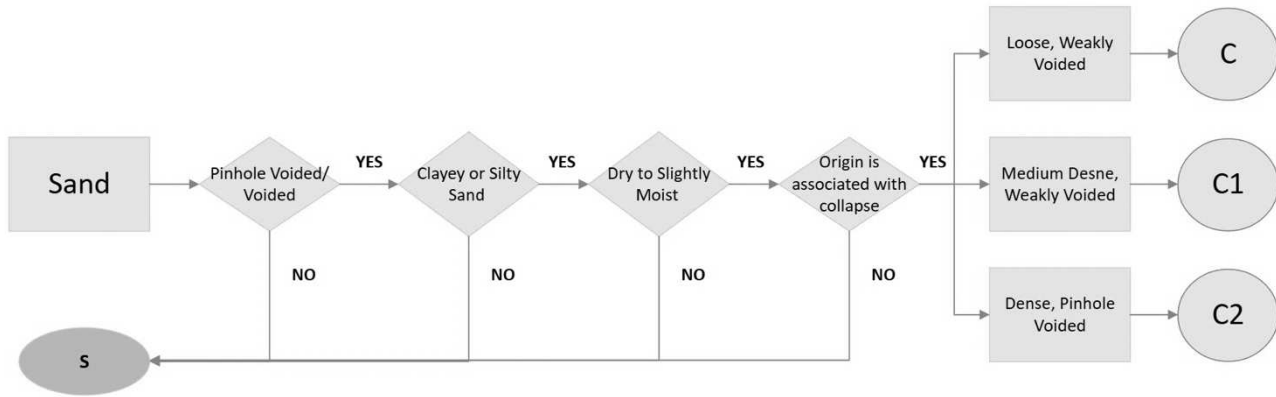 Sand
Pinhole Voided/
Voided
YES
Clayey or Silty
Sand
YES
Dry to Slightly
Moist
YES
Origin is
associated with
collapse
YES
Loose, Weakly
Voided
C
Medium Desne,
Weakly Voided
C1
Dense, Pinhole
Voided
C2
NO
NO
NO
NO
S